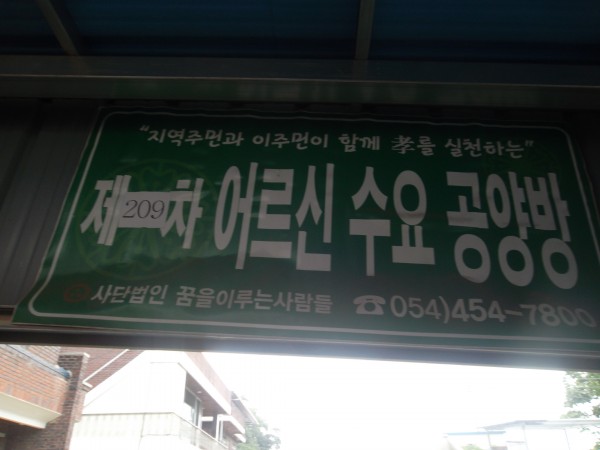 "지역주먼과 이주먼이 함께 孝를 실천하는"
제209차 어르신 수요 공양방
사단법인 꿈을이루는사람들 ☎054)454-7800